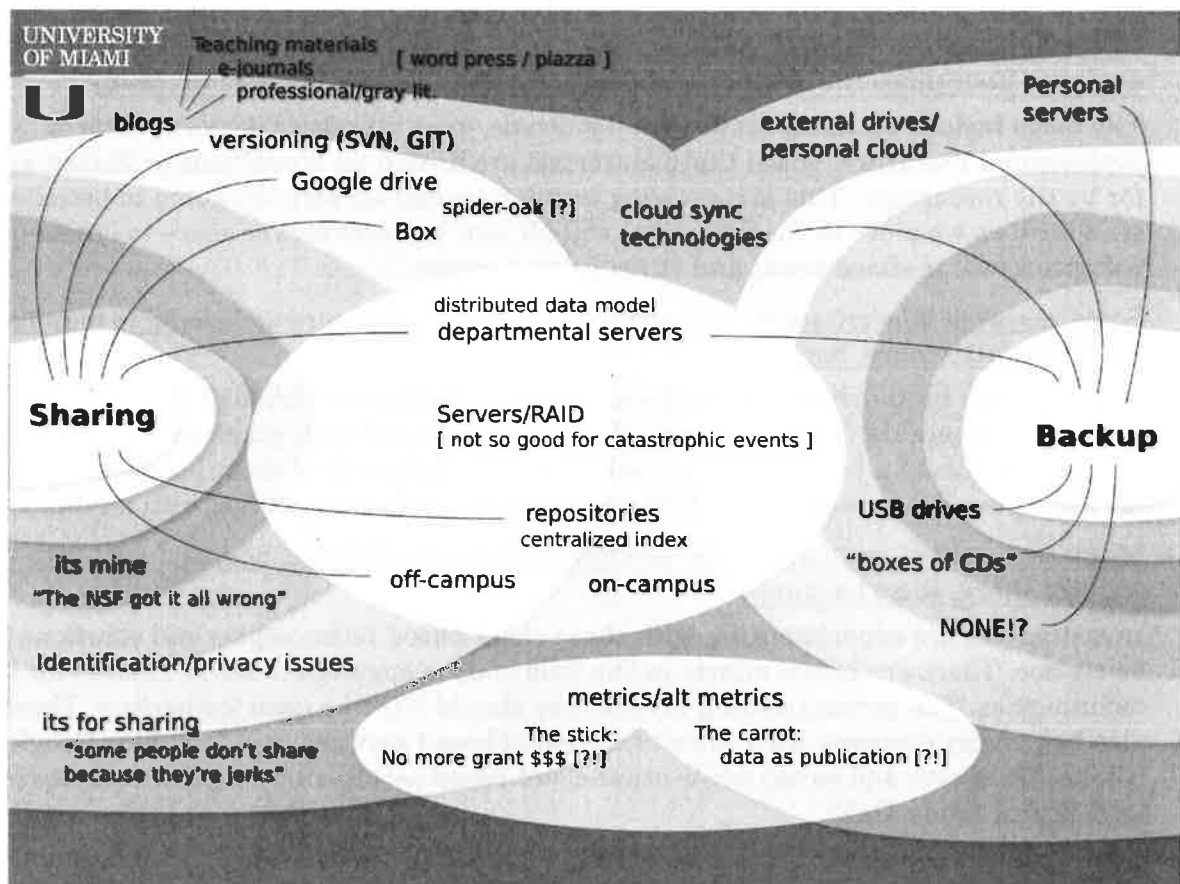 UNIVERSITY
OF MIAMI
Teaching materials
e-journals
[ word press / piazza ]
professional/gray lit.
blogs
versioning (SVN, GIT)
Google drive
spider-oak [?]
Box
cloud sync
technologies
external drives/
personal cloud
Personal
servers
distributed data model
departmental servers
Sharing
Servers/RAID
[ not so good for catastrophic events ]
Backup
repositories
centralized index
off-campus
on-campus
USB drives
"boxes of CDs"
NONE!?
its mine
"The NSF got it all wrong"
Identification/privacy issues
its for sharing
"some people don't share
because they're jerks"
metrics/alt metrics
The stick:
No more grant $$$ [?!]
The carrot:
data as publication [?!]